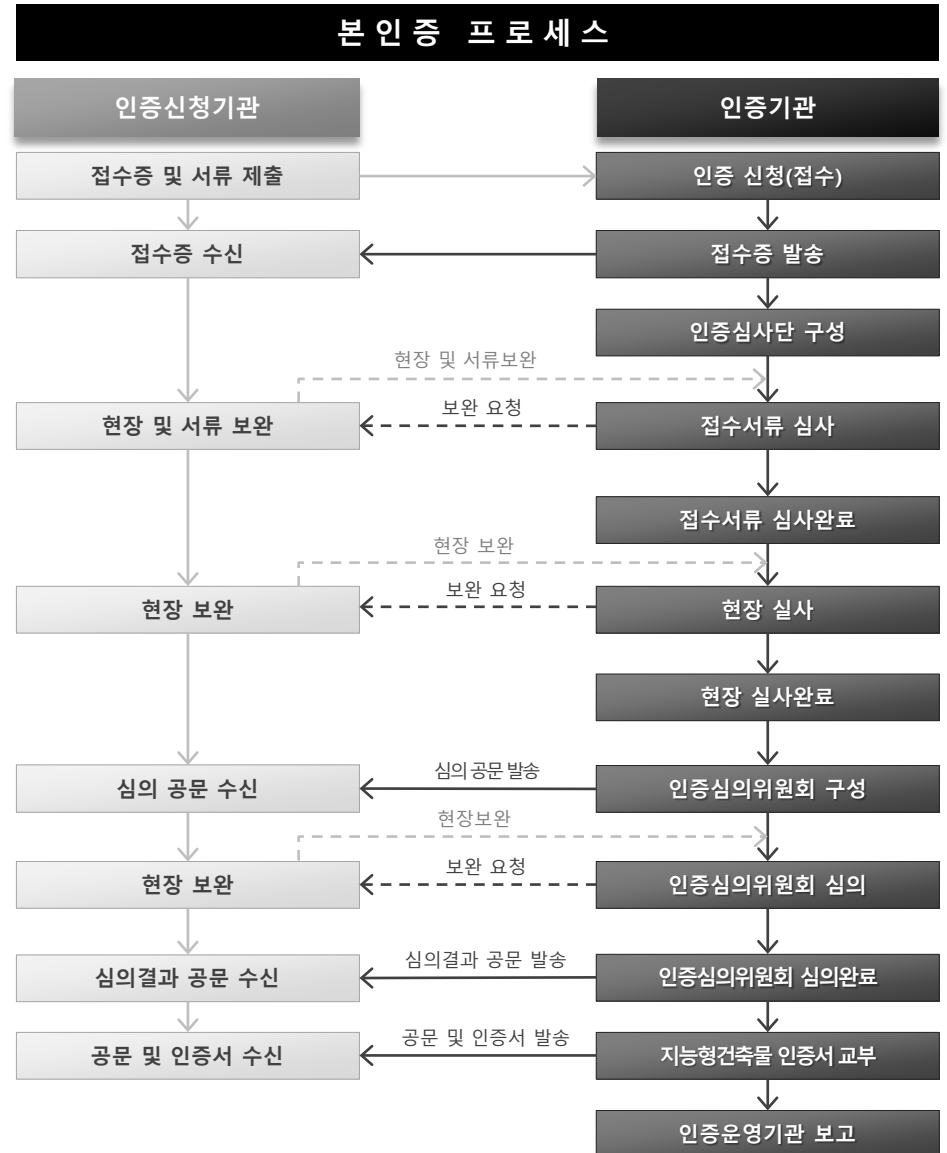 본인증 프로세스
인증신청기관
인증기관
접수증 및 서류 제출
인증 신청(접수)
접수증 수신
접수증 발송
인증심사단 구성
현장 및 서류보완
현장 및 서류 보완
보완 요청
접수서류 심사
접수서류 심사완료
현장 보완
현장 보완
보완 요청
현장 실사
현장 실사완료
심의 공문 수신
심의 공문 발송
인증심의위원회 구성
현장보완
현장 보완
보완 요청
인증심의위원회 심의
심의결과 공문 수신
심의결과 공문 발송
인증심의위원회 심의완료
공문 및 인증서 수신
공문 및 인증서 발송
지능형건축물 인증서 교부
인증운영기관 보고